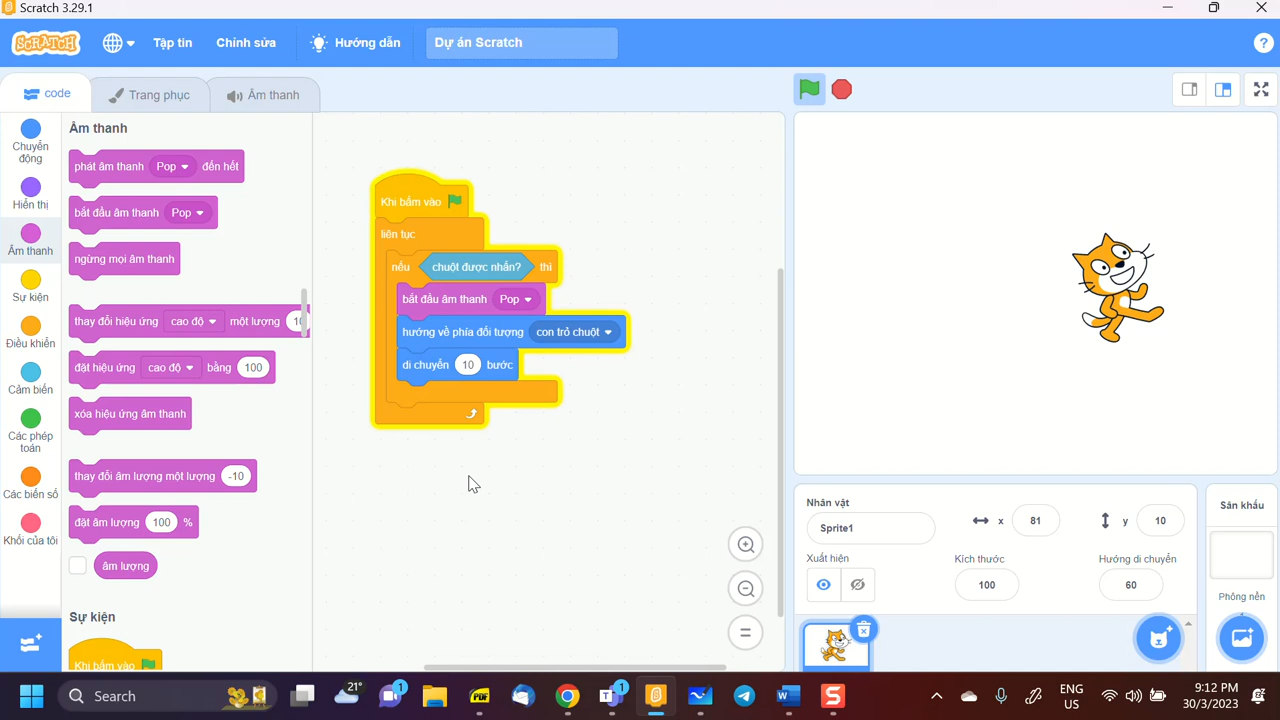 Scratch 3.29.1
SCRATCH
Tập tin
Chỉnh sửa
Hướng dẫn
Dự án Scratch
?
code
Trang phục
Âm thanh
Chuyển động
Hiển thị
Âm thanh
Sự kiện
Điều khiển
Cảm biến
Các phép toán
Các biến số
Khối của tôi
Âm thanh
phát âm thanh Pop đến hết
bắt đầu âm thanh Pop
ngừng mọi âm thanh
thay đổi hiệu ứng cao độ một lượng 10
đặt hiệu ứng cao độ bằng 100
xóa hiệu ứng âm thanh
thay đổi âm lượng một lượng -10
đặt âm lượng 100 %
âm lượng
Sự kiện
Khi bấm vào
Khi bấm vào
liên tục
nếu chuột được nhấn? thì
bắt đầu âm thanh Pop
hướng về phía đối tượng con trỏ chuột
di chuyển 10 bước
Nhân vật
Sprite1
x 81
y 10
Xuất hiện
Kích thước
100
Hướng di chuyển
60
Sân khấu
Phông nền
Search
21°
1
PDF
1
ENG
US
9:12 PM
30/3/2023